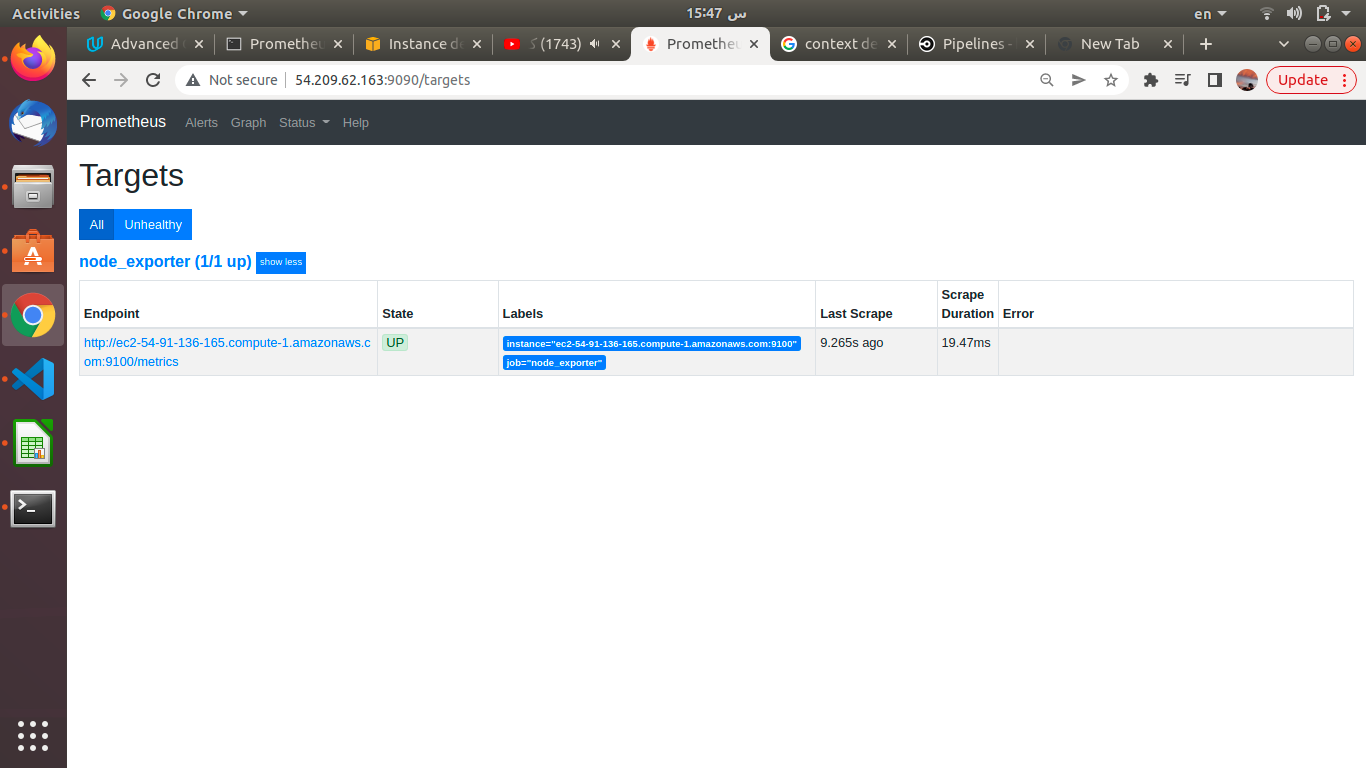 Activities Google Chrome 15:47 س en
Advanced Prometheu Instance de (1743) Prometheu context de Pipelines - New Tab
Not secure 54.209.62.163:9090/targets Update
Prometheus Alerts Graph Status Help
Targets
All Unhealthy
node_exporter (1/1 up) show less
Endpoint State Labels Last Scrape Scrape Duration Error
http://ec2-54-91-136-165.compute-1.amazonaws.c UP instance="ec2-54-91-136-165.compute-1.amazonaws.com:9100" 9.265s ago 19.47ms
om:9100/metrics job="node_exporter"